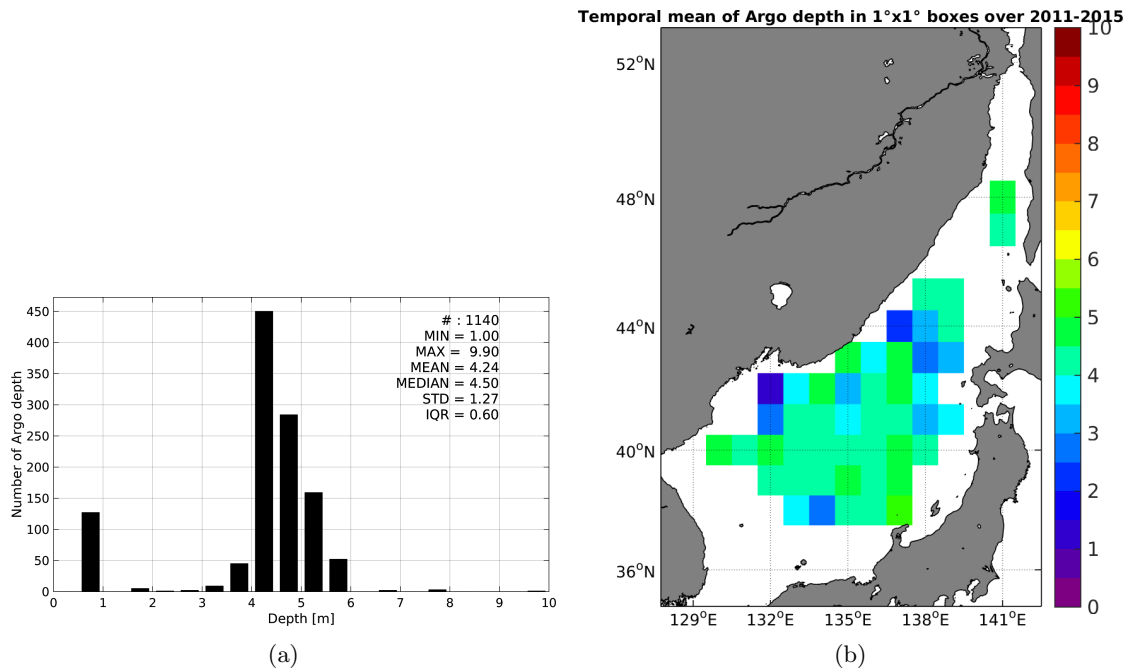 Temporal mean of Argo depth in 1°x1° boxes over 2011-2015
450
400
350
300
250
200
150
100
50
0
Number of Argo depth
# : 1140
MIN = 1.00
MAX = 9.90
MEAN = 4.24
MEDIAN = 4.50
STD = 1.27
IQR = 0.60
0 1 2 3 4 5 6 7 8 9 10
Depth [m]
(a)
52°N
48°N
44°N
40°N
36°N
129°E 132°E 135°E 138°E 141°E
10
9
8
7
6
5
4
3
2
1
0
(b)